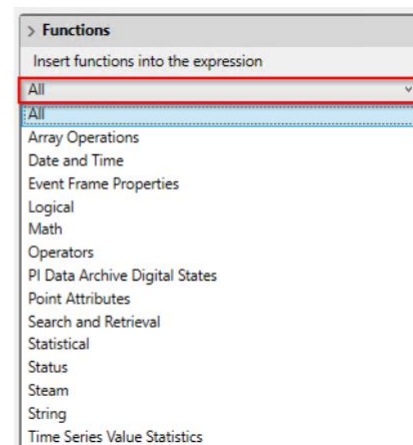 > Functions
Insert functions into the expression
All
All
Array Operations
Date and Time
Event Frame Properties
Logical
Math
Operators
PI Data Archive Digital States
Point Attributes
Search and Retrieval
Statistical
Status
Steam
String
Time Series Value Statistics